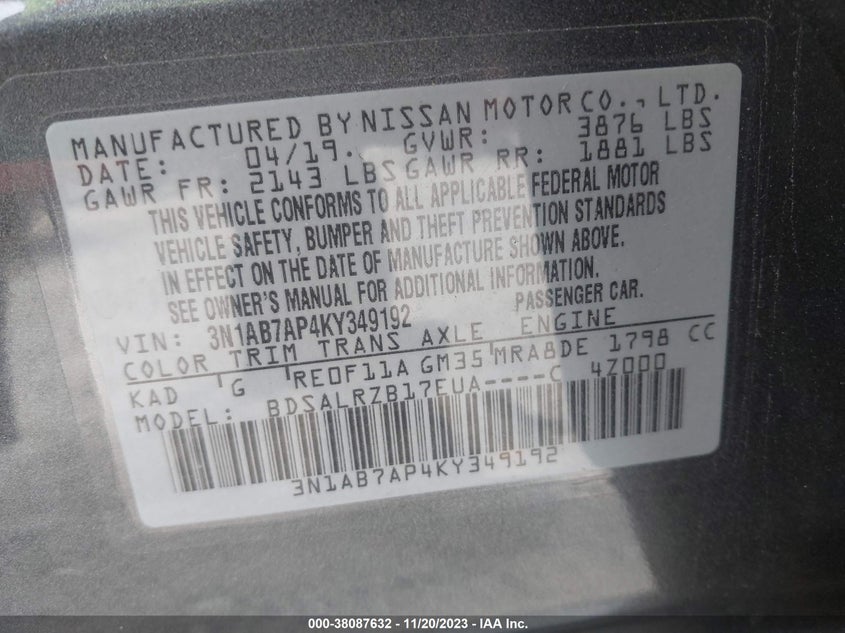 MANUFACTURED BY NISSAN MOTOR CO., LTD.
DATE: 04/19. GVWR: 3876 LBS
GAWR FR: 2143 LBS GAWR RR: 1881 LBS
THIS VEHICLE CONFORMS TO ALL APPLICABLE FEDERAL MOTOR
VEHICLE SAFETY, BUMPER AND THEFT PREVENTION STANDARDS
IN EFFECT ON THE DATE OF MANUFACTURE SHOWN ABOVE.
SEE OWNER'S MANUAL FOR ADDITIONAL INFORMATION.
VIN: 3N1AB7AP4KY349192 PASSENGER CAR.
COLOR TRIM TRANS AXLE ENGINE
KAD G RE0F11A GM35 MRA8DE 1798 CC
MODEL: BDSALRZB17EUA----C 4Z000
3N1AB7AP4KY349192
000-38087632 - 11/20/2023 - IAA Inc.